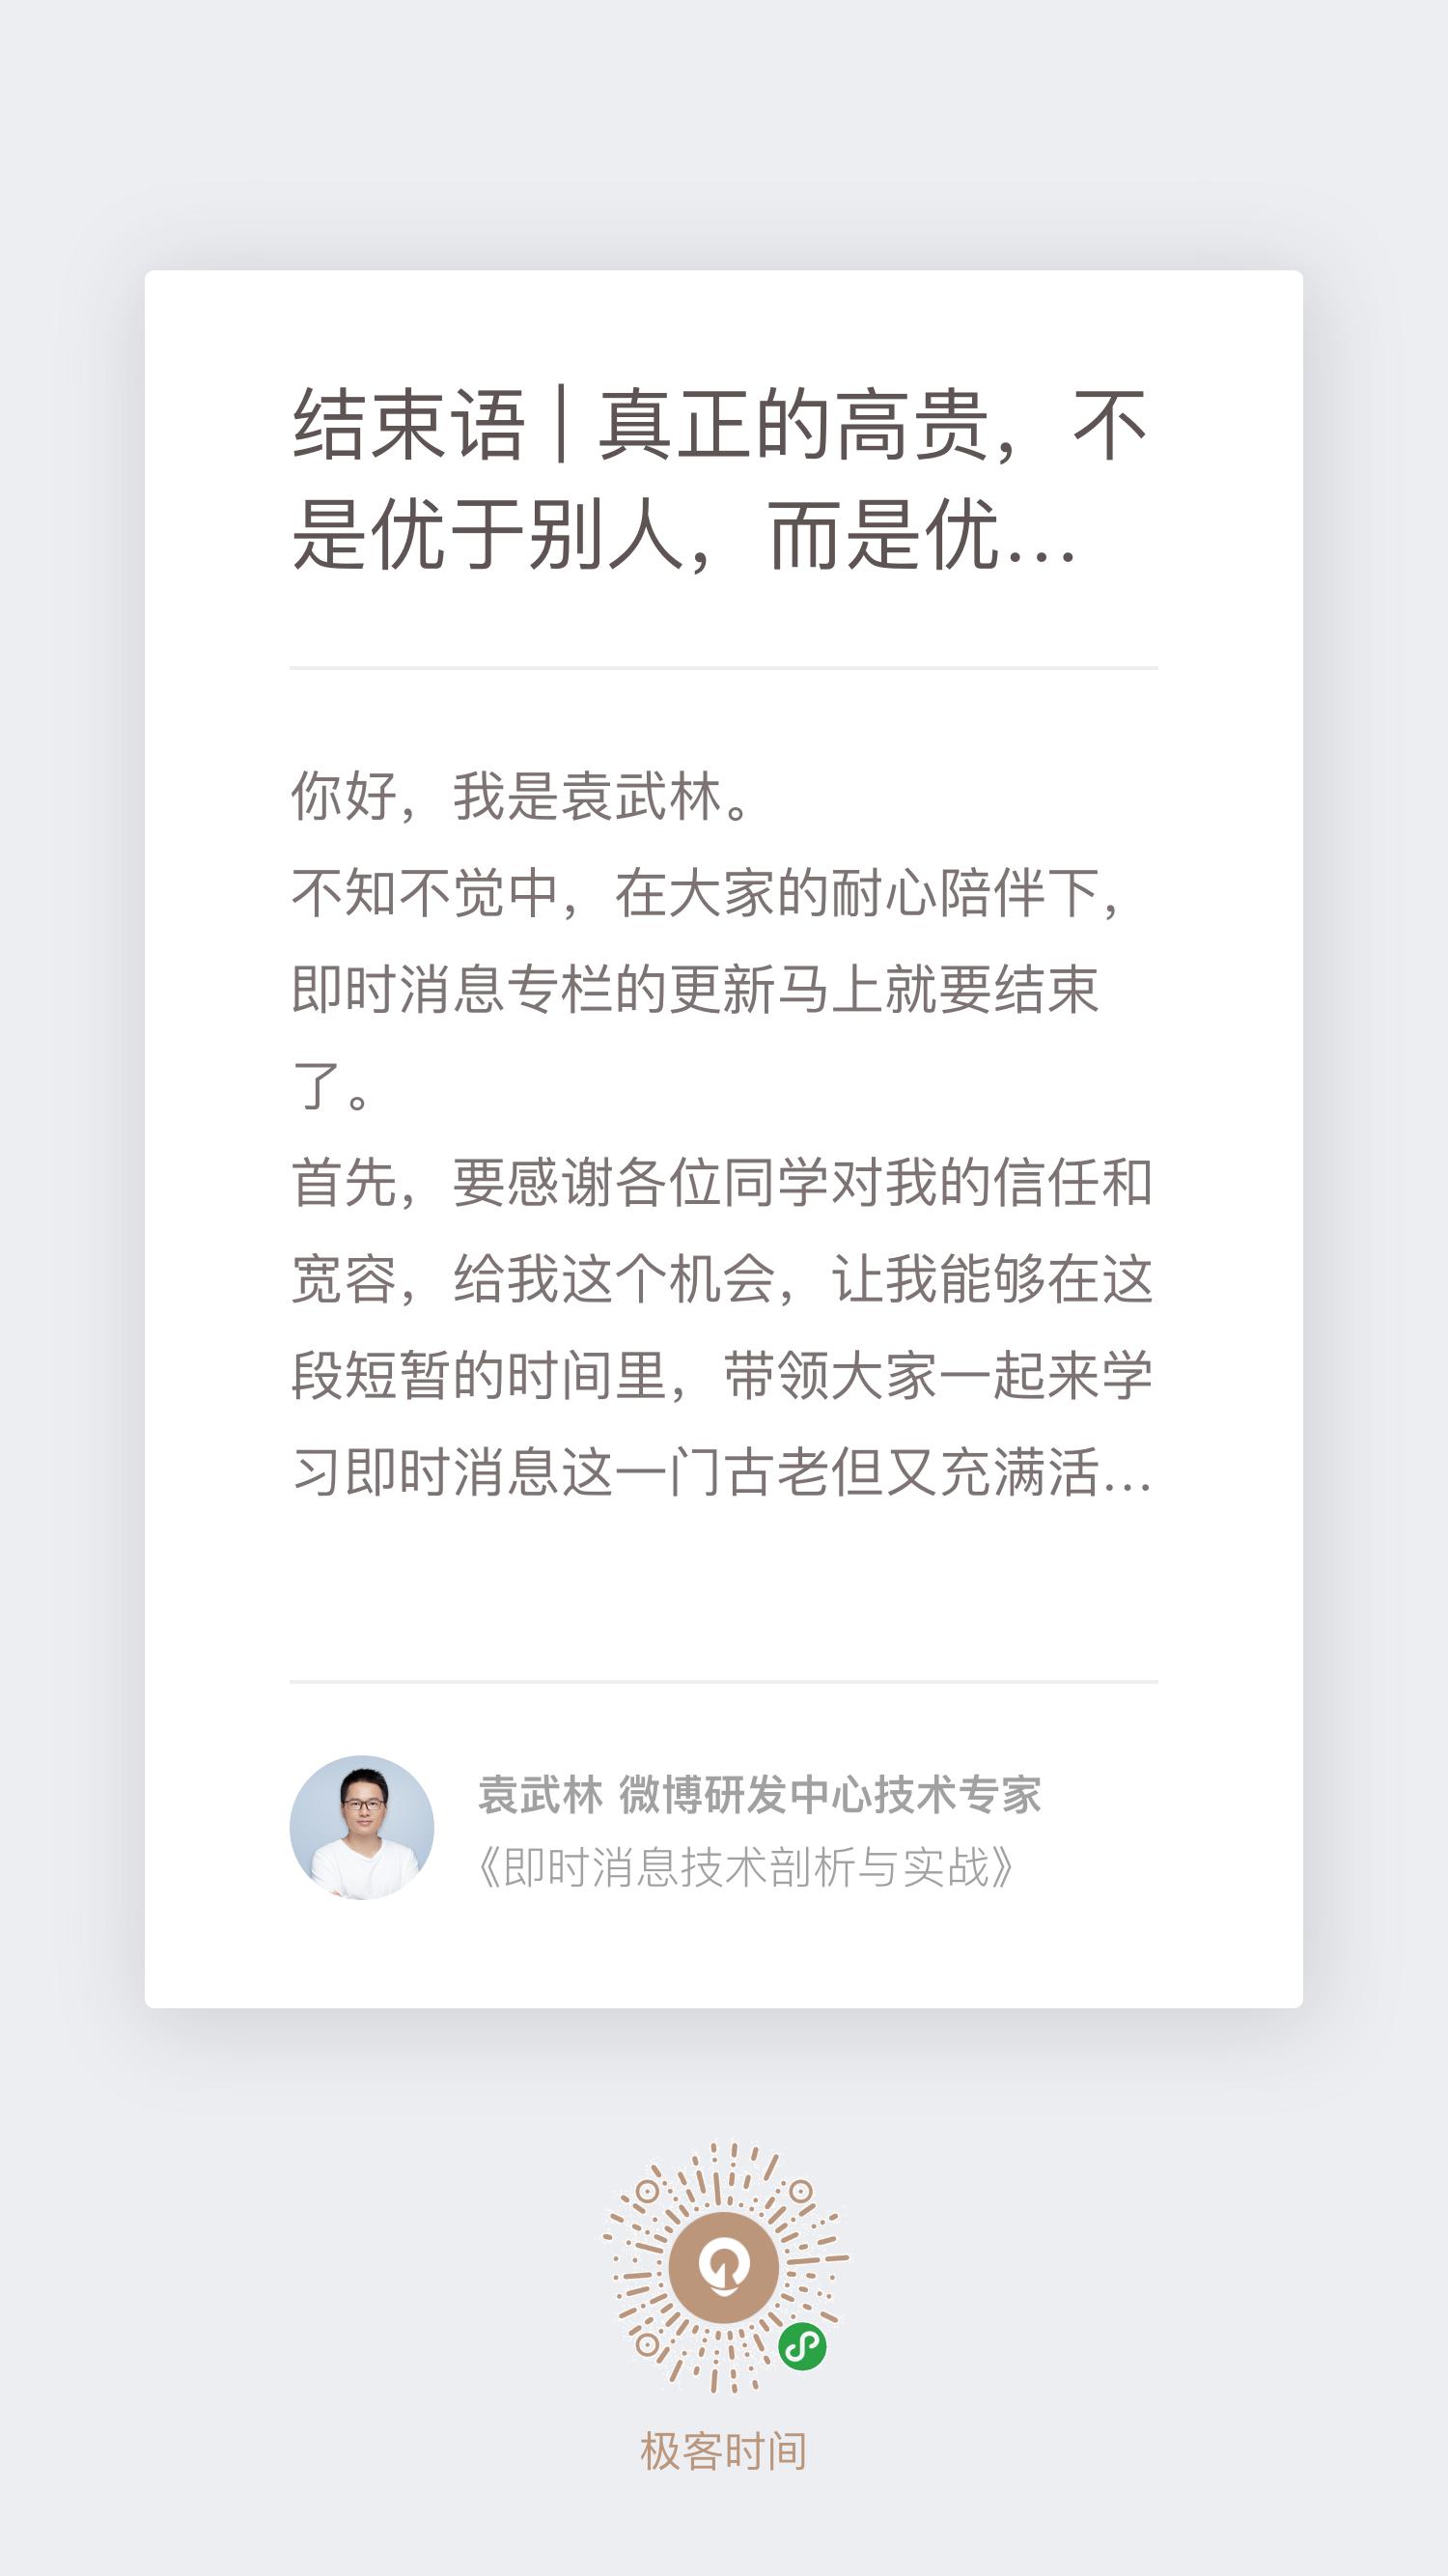 结束语 | 真正的高贵，不
是优于别人，而是优…
你好，我是袁武林。
不知不觉中，在大家的耐心陪伴下，
即时消息专栏的更新马上就要结束
了。
首先，要感谢各位同学对我的信任和
宽容，给我这个机会，让我能够在这
段短暂的时间里，带领大家一起来学
习即时消息这一门古老但又充满活…
袁武林 微博研发中心技术专家
《即时消息技术剖析与实战》
极客时间